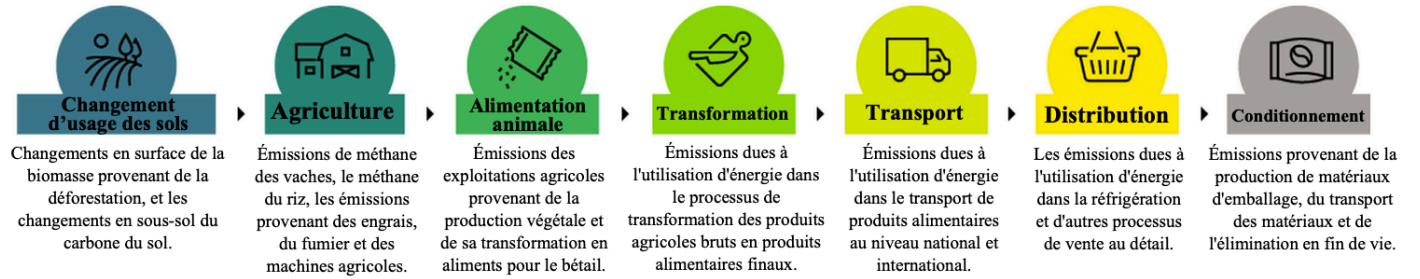 Changement
d’usage des sols
Changements en surface de la
biomasse provenant de la
déforestation, et les
changements en sous-sol du
carbone du sol.
Agriculture
Émissions de méthane
des vaches, le méthane
du riz, les émissions
provenant des engrais,
du fumier et des
machines agricoles.
Alimentation
animale
Émissions des
exploitations agricoles
provenant de la
production végétale et
de sa transformation en
aliments pour le bétail.
Transformation
Émissions dues à
l'utilisation d'énergie dans
le processus de
transformation des produits
agricoles bruts en produits
alimentaires finaux.
Transport
Émissions dues à
l'utilisation d'énergie
dans le transport de
produits alimentaires
au niveau national et
international.
Distribution
Les émissions dues à
l'utilisation d'énergie
dans la réfrigération
et d'autres processus
de vente au détail.
Conditionnement
Émissions provenant de la
production de matériaux
d'emballage, du transport
des matériaux et de
l'élimination en fin de vie.